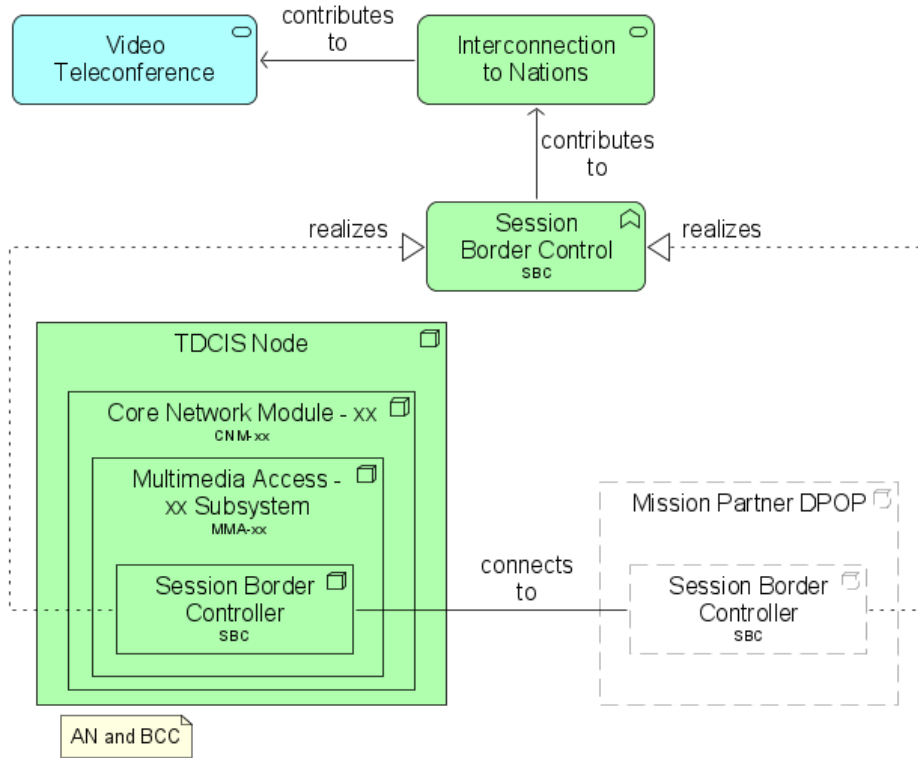 contributes
to
Video
Teleconference
Interconnection
to Nations
contributes
to
realizes
Session
Border Control
SBC
realizes
TDCIS Node
Core Network Module - xx
CNM-xx
Multimedia Access -
xx Subsystem
MMA-xx
Session Border
Controller
SBC
connects
to
Mission Partner DPOP
Session Border
Controller
SBC
AN and BCC